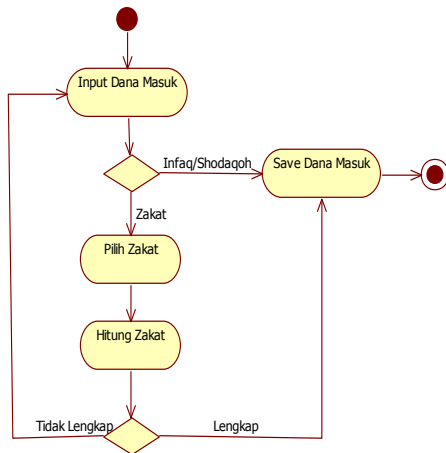 Input Dana Masuk
Infaq/Shodaqoh
Save Dana Masuk
Zakat
Pilih Zakat
Hitung Zakat
Tidak Lengkap
Lengkap